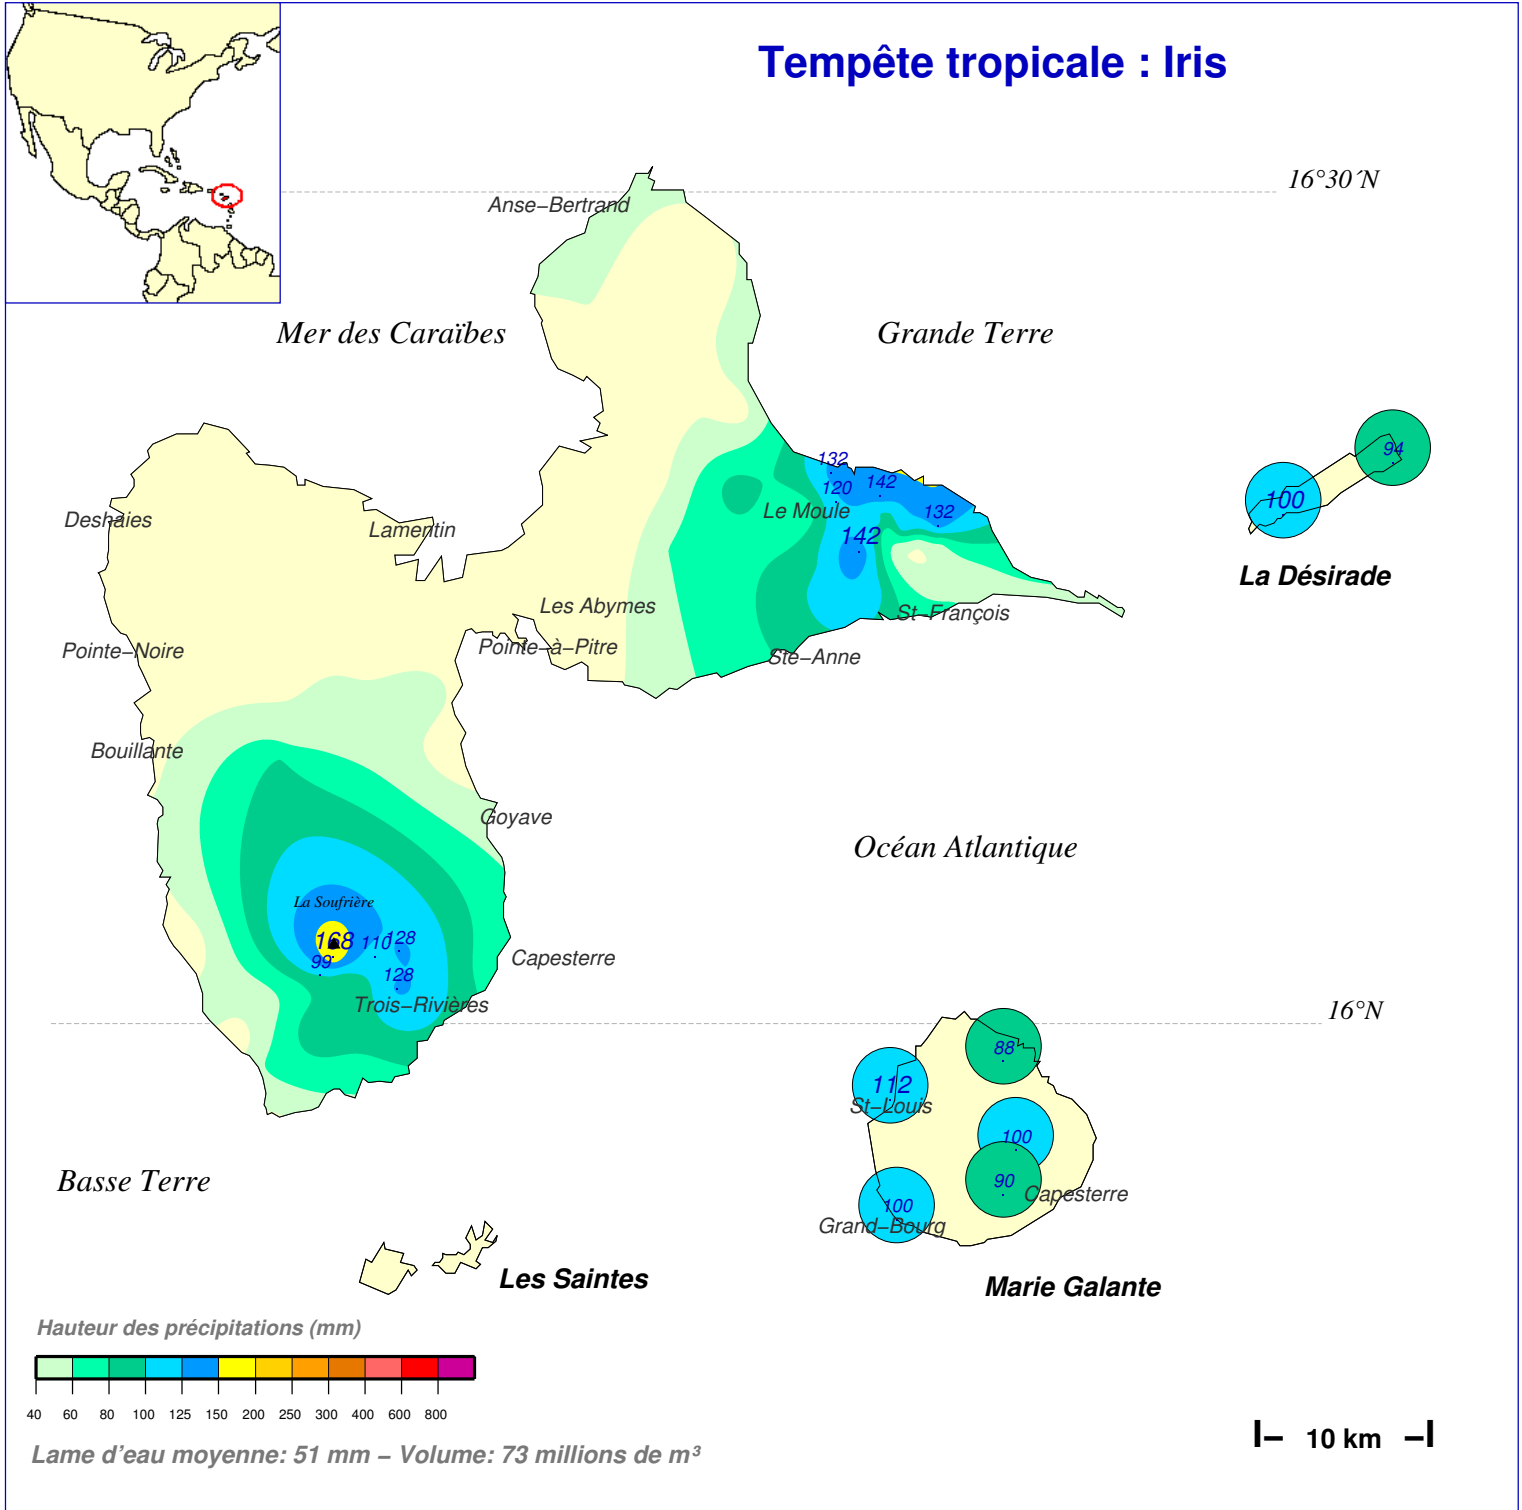 Tempête tropicale : Iris
16°30´N
Anse−Bertrand
Mer des Caraïbes
Grande Terre
132
94
142
120
100
Le Moule
132
Deshaies
Lamentin
142
La Désirade
Les Abymes
St−François
Pointe−Noire
Pointe−à−Pitre
Ste−Anne
Bouillante
Goyave
Océan Atlantique
La Soufrière
168
110
128
99
Capesterre
128
Trois−Rivières
16°N
88
112
St−Louis
100
Basse Terre
90
Capesterre
100
Grand−Bourg
Les Saintes
Marie Galante
Hauteur des précipitations (mm)
40 60 80 100 125 150 200 250 300 400 600 800
10 km
Lame d'eau moyenne: 51 mm − Volume: 73 millions de m³